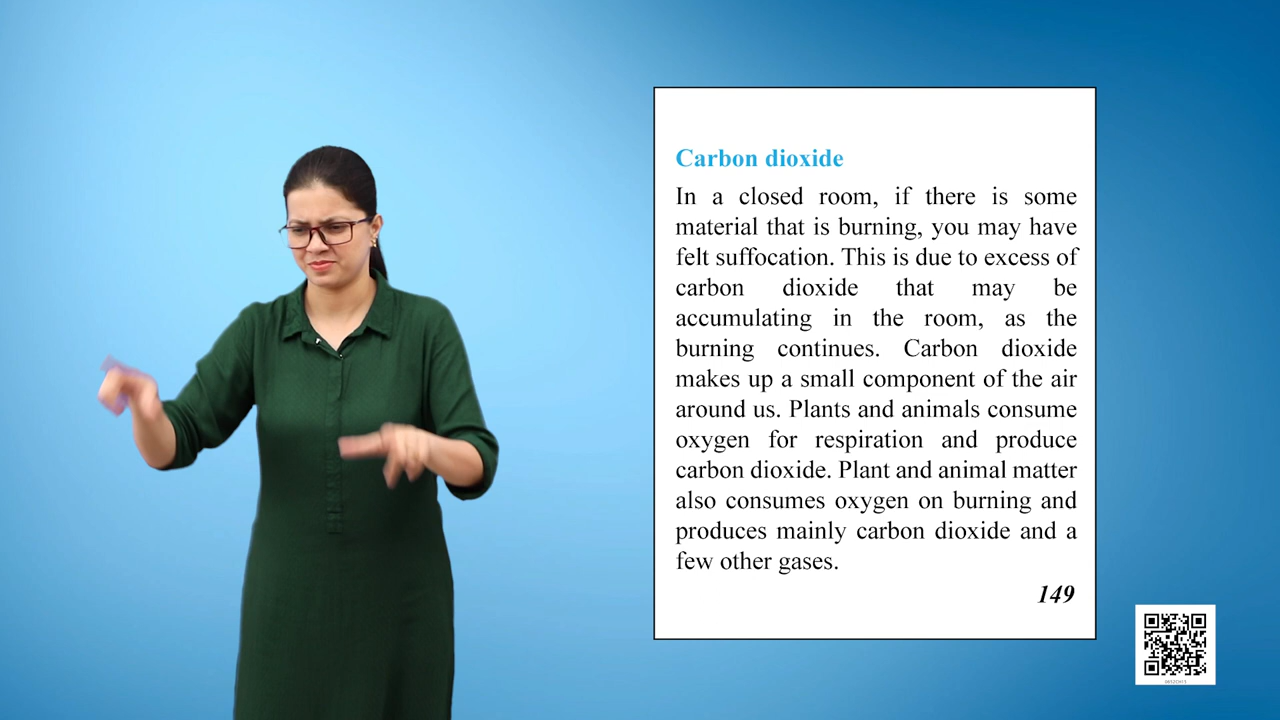 Carbon dioxide
In a closed room, if there is some
material that is burning, you may have
felt suffocation. This is due to excess of
carbon dioxide that may be
accumulating in the room, as the
burning continues. Carbon dioxide
makes up a small component of the air
around us. Plants and animals consume
oxygen for respiration and produce
carbon dioxide. Plant and animal matter
also consumes oxygen on burning and
produces mainly carbon dioxide and a
few other gases.
149